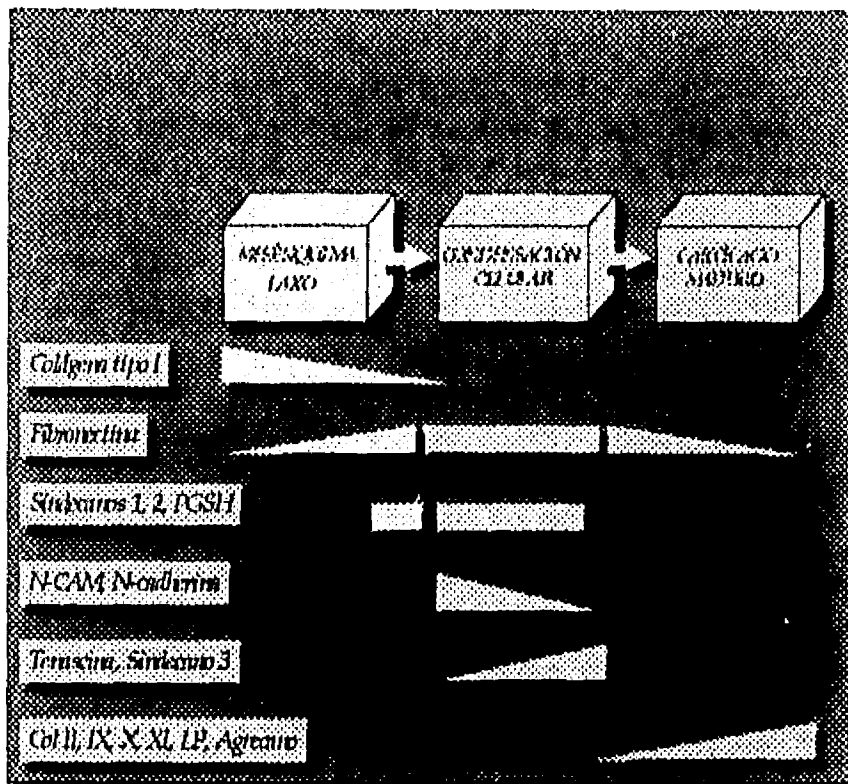 MESÉNQUIMA
LAXO
CONDENSACIÓN
CELULAR
CARTÍLAGO
MADURO
Colágeno tipo I
Fibronectina
Sindecanos 1, 2, PGSH
N-CAM, N-cadherina
Tenascina, Sindecano 3
Col II, IX, X, XI, LP, Agrecano